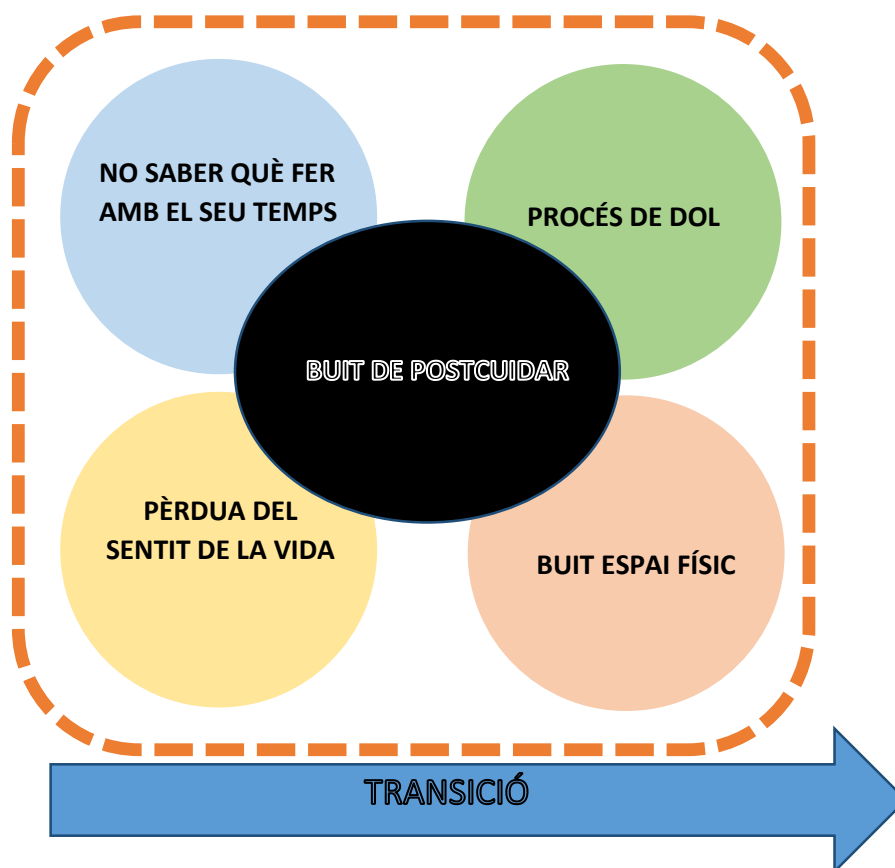 NO SABER QUÈ FER
AMB EL SEU TEMPS
PROCÉS DE DOL
BUIT DE POSTCUIDAR
PÈRDUA DEL
SENTIT DE LA VIDA
BUIT ESPAI FÍSIC
TRANSICIÓ